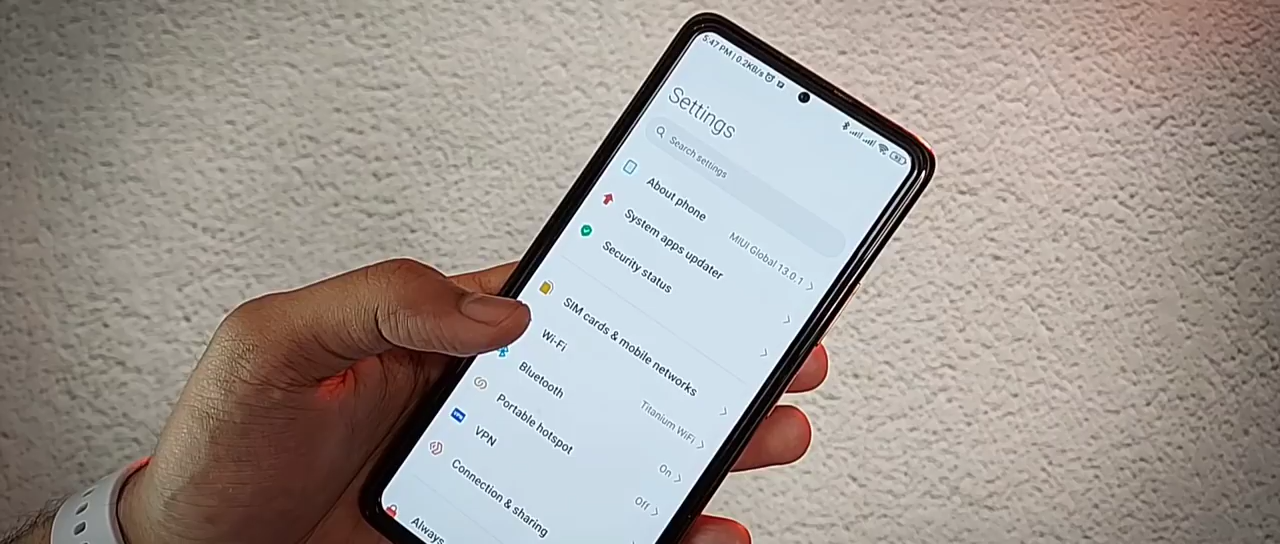 5:47 PM | 0.2KB/s
Settings
Search settings
About phone MIUI Global 13.0.1
System apps updater
Security status
SIM cards & mobile networks
Wi-Fi Titanium WiFi
Bluetooth On
Portable hotspot Off
VPN
VPN
Connection & sharing
Always